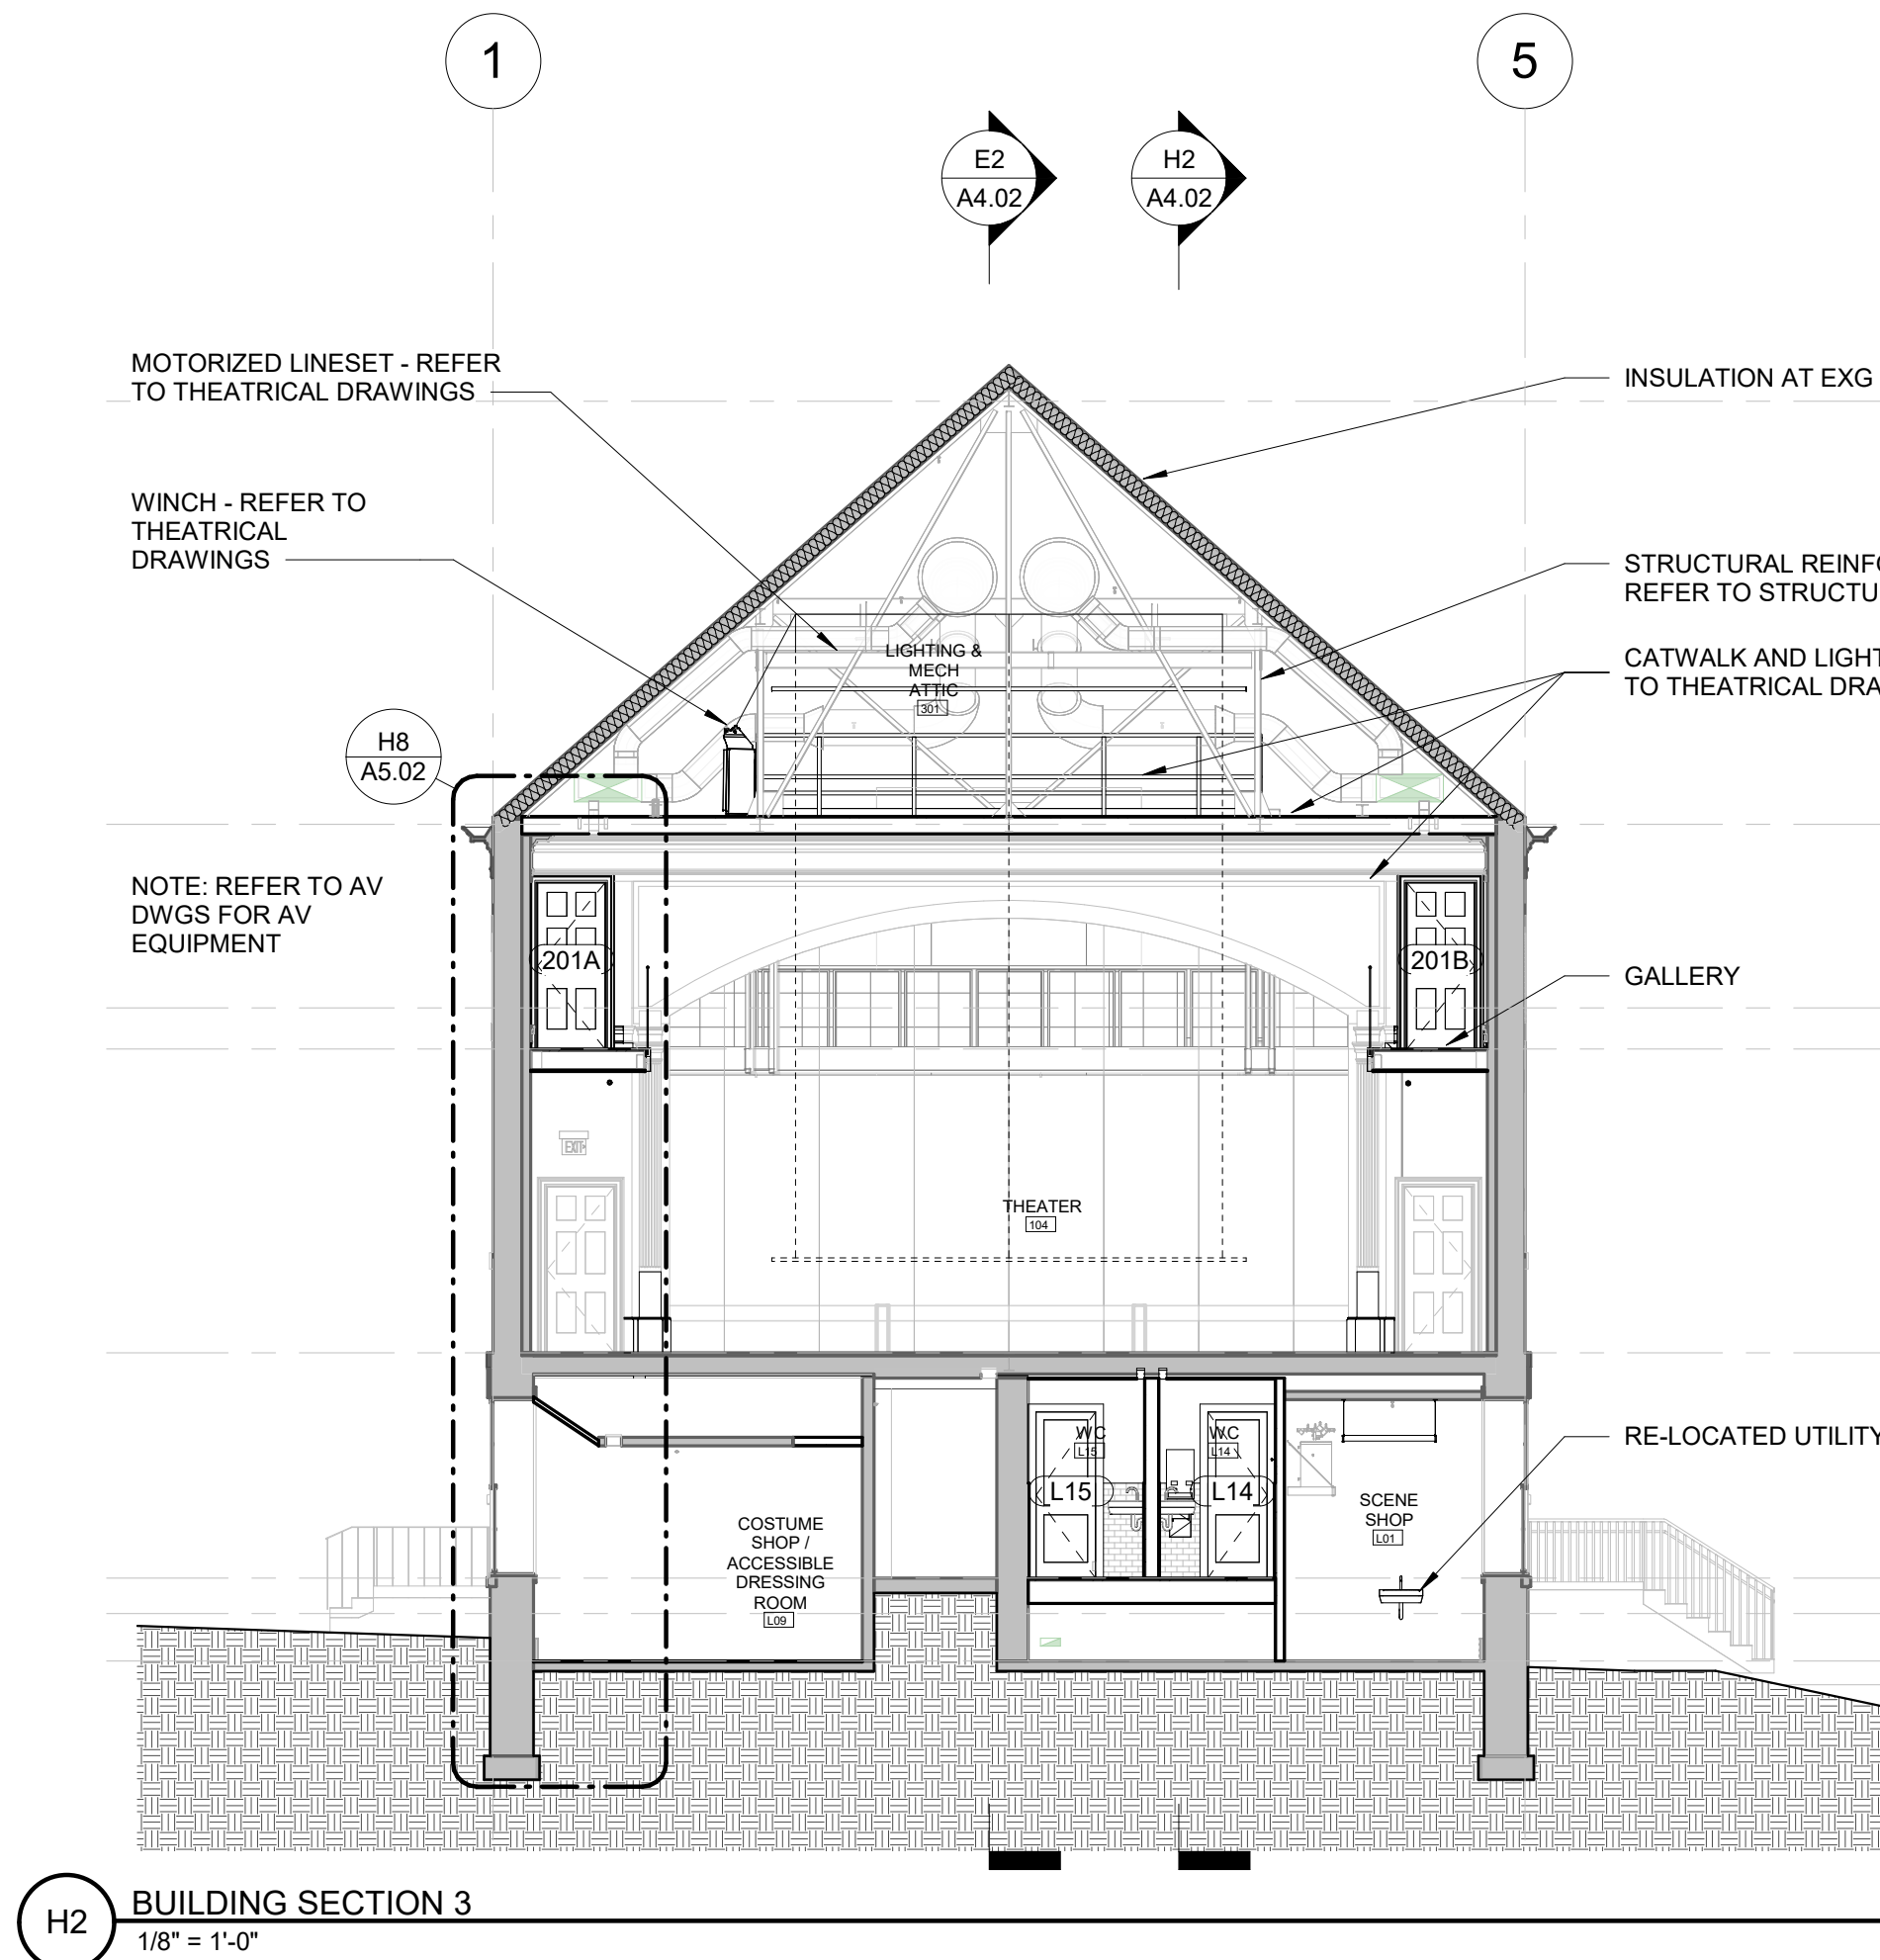 1
5
E2
A4.02
H2
A4.02
MOTORIZED LINESET - REFER
TO THEATRICAL DRAWINGS
INSULATION AT EXG
WINCH - REFER TO
THEATRICAL
DRAWINGS
STRUCTURAL
REFER TO
LIGHTING &
MECH
ATTIC
301
CATWALK AND
TO THEATRICAL
H8
A5.02
NOTE: REFER TO AV
DWGS FOR AV
EQUIPMENT
201A
201B
GALLERY
EXIT
THEATER
104
RE-LOCATED UTILITY
WC
L15
WC
L14
L15
L14
SCENE
SHOP
L01
COSTUME
SHOP /
ACCESSIBLE
DRESSING
ROOM
L09
H2
BUILDING SECTION 3
1/8" = 1'-0"